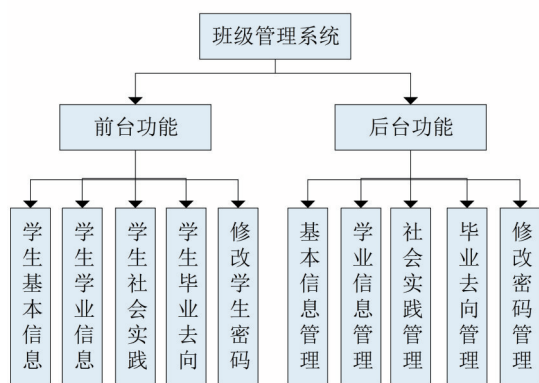 班级管理系统
前台功能
后台功能
学生基本信息
学生学业信息
学生社会实践
学生毕业去向
修改学生密码
基本信息管理
学业信息管理
社会实践管理
毕业去向管理
修改密码管理